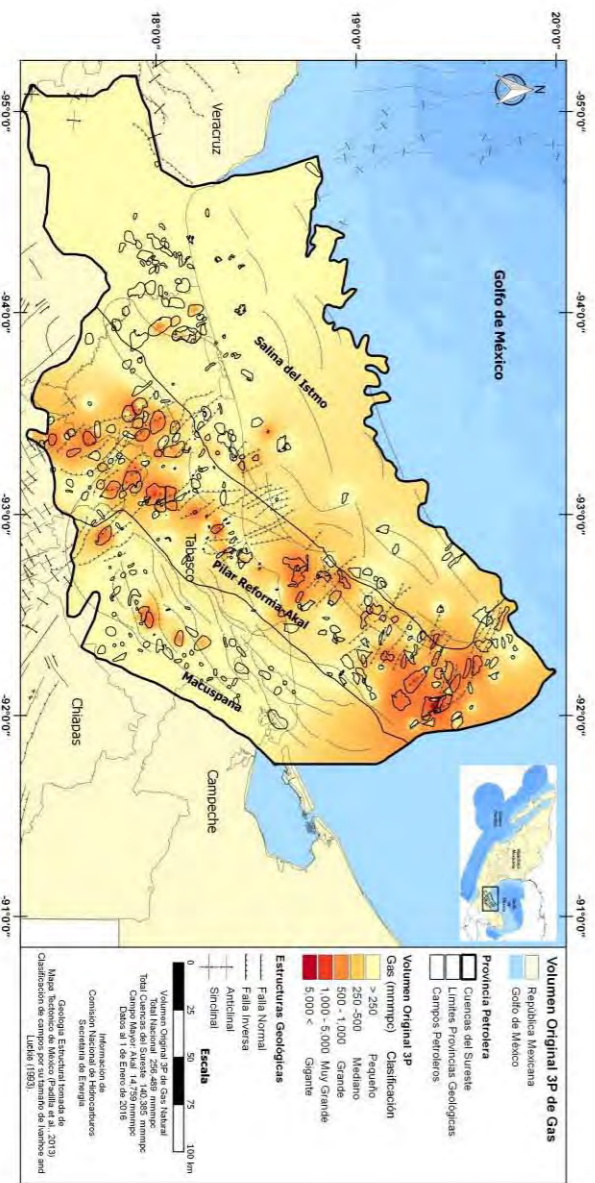 -95°0'0"
-94°0'0"
-93°0'0"
-92°0'0"
-91°0'0"
20°0'0"
19°0'0"
18°0'0"
N
Golfo de México
Veracruz
Salina del Istmo
Pilar Reforma-Akal
Tabasco
Macuspana
Campeche
Chiapas
Volumen Original 3P de Gas
República Mexicana
Golfo de México
Provincia Petrolera
Cuencas del Sureste
Límites Provincias Geológicas
Campos Petroleros
Volumen Original 3P
Gas (mmmpc) Clasificación
> 250 Pequeño
250 -500 Mediano
500 - 1,000 Grande
1,000 - 5,000 Muy Grande
5,000 < Gigante
Estructuras Geológicas
Falla Normal
Falla Inversa
Anticlinal
Sinclinal
Escala
0 25 50 75 100 km
Volumen Original 3P de Gas Natural
Total Nacional: 256,489 mmmpc
Total Cuencas del Sureste: 140,385 mmmpc
Campo Mayor: Akal 14,759 mmmpc
Datos al 1 de Enero de 2016
Información de
Comisión Nacional de Hidrocarburos
Secretaría de Energía
Geología Estructural tomada de
Mapa Tectónico de México (Padilla et al., 2013)
Clasificación de campos por su tamaño de Ivanhoe and
(1993).